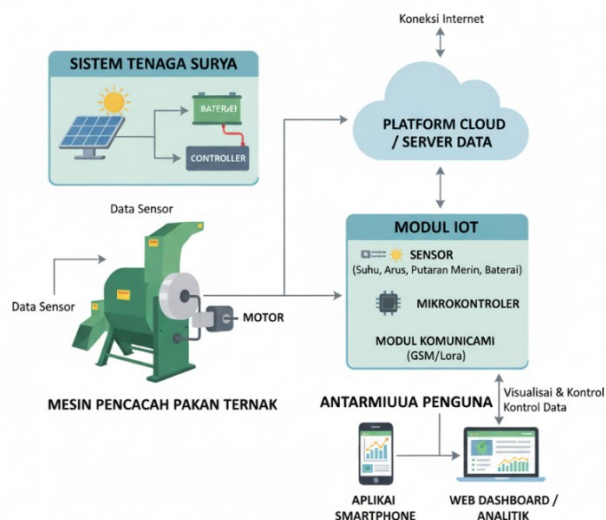 Koneksi Internet
SISTEM TENAGA SURYA
BATERAEI
CONTROLLER
PLATFORM CLOUD
/ SERVER DATA
Data Sensor
Data Sensor
MOTOR
MESIN PENCACAH PAKAN TERNAK
MODUL IOT
SENSOR
(Suhu, Arus, Putaran Merin, Baterai)
MIKROKONTROLER
MODUL KOMUNICAMI
(GSM/Lora)
ANTARMIUUA PENGUNA
Visualisai & Kontrol
Kontrol Data
APLIKAI
SMARTPHONE
WEB DASHBOARD /
ANALITIK